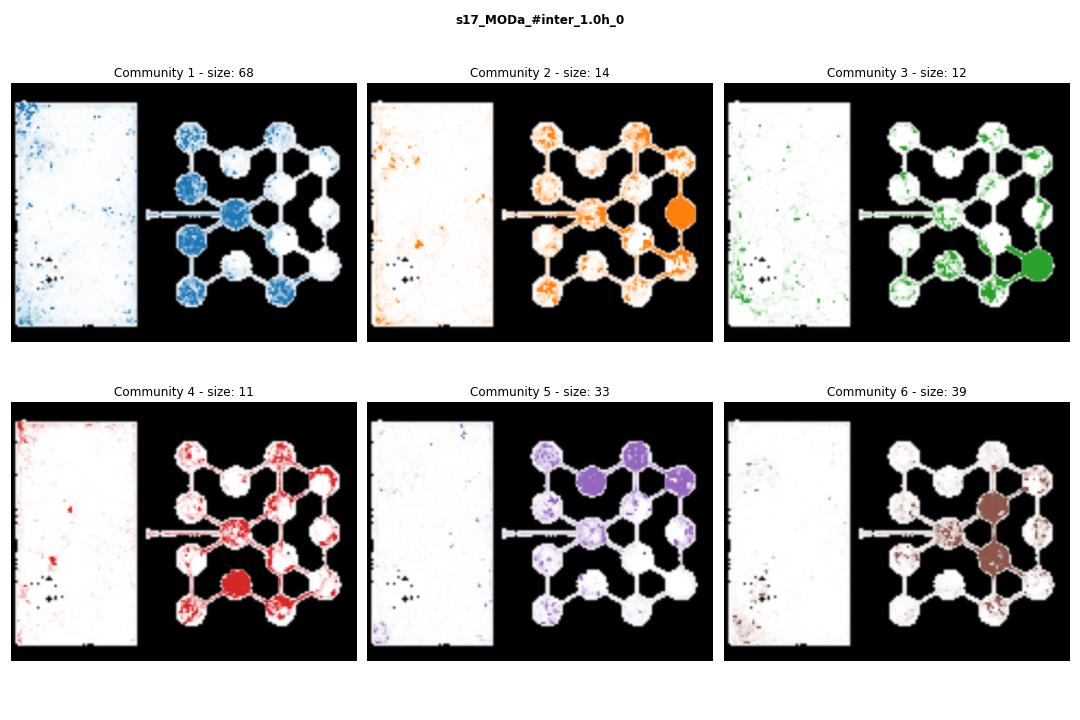 s17_MODa_#inter_1.0h_0
Community 1 - size: 68
Community 2 - size: 14
Community 3 - size: 12
Community 4 - size: 11
Community 5 - size: 33
Community 6 - size: 39